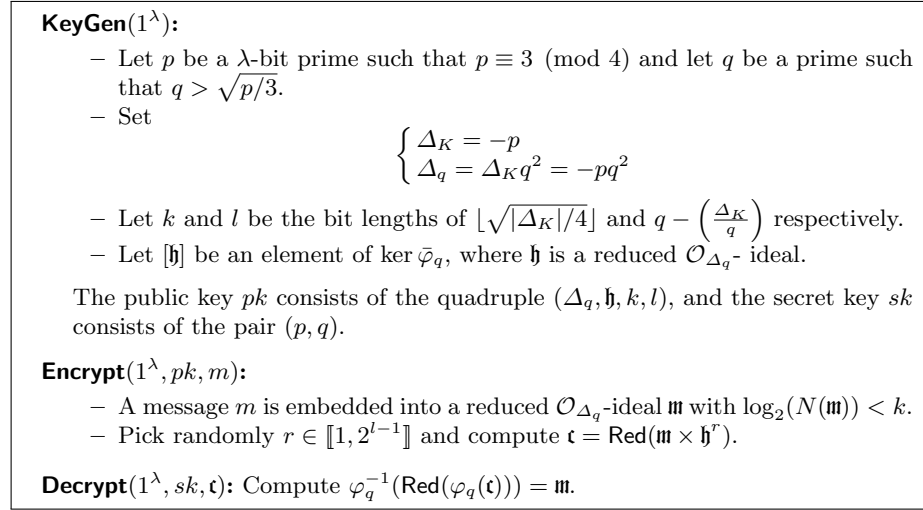 KeyGen(1^λ):
– Let p be a λ-bit prime such that p ≡ 3 (mod 4) and let q be a prime such
that q > √(p/3).
– Set
{ Δ_K = −p
Δ_q = Δ_K q² = −pq²
– Let k and l be the bit lengths of ⌊√(|Δ_K|/4)⌋ and q − (Δ_K/q) respectively.
– Let [𝔥] be an element of ker φ̄_q, where 𝔥 is a reduced 𝒪_{Δ_q}- ideal.
The public key pk consists of the quadruple (Δ_q, 𝔥, k, l), and the secret key sk
consists of the pair (p, q).
Encrypt(1^λ, pk, m):
– A message m is embedded into a reduced 𝒪_{Δ_q}-ideal 𝔪 with log₂(N(𝔪)) < k.
– Pick randomly r ∈ ⟦1, 2^{l−1}⟧ and compute 𝔠 = Red(𝔪 × 𝔥^r).
Decrypt(1^λ, sk, 𝔠): Compute φ_q^{−1}(Red(φ_q(𝔠))) = 𝔪.